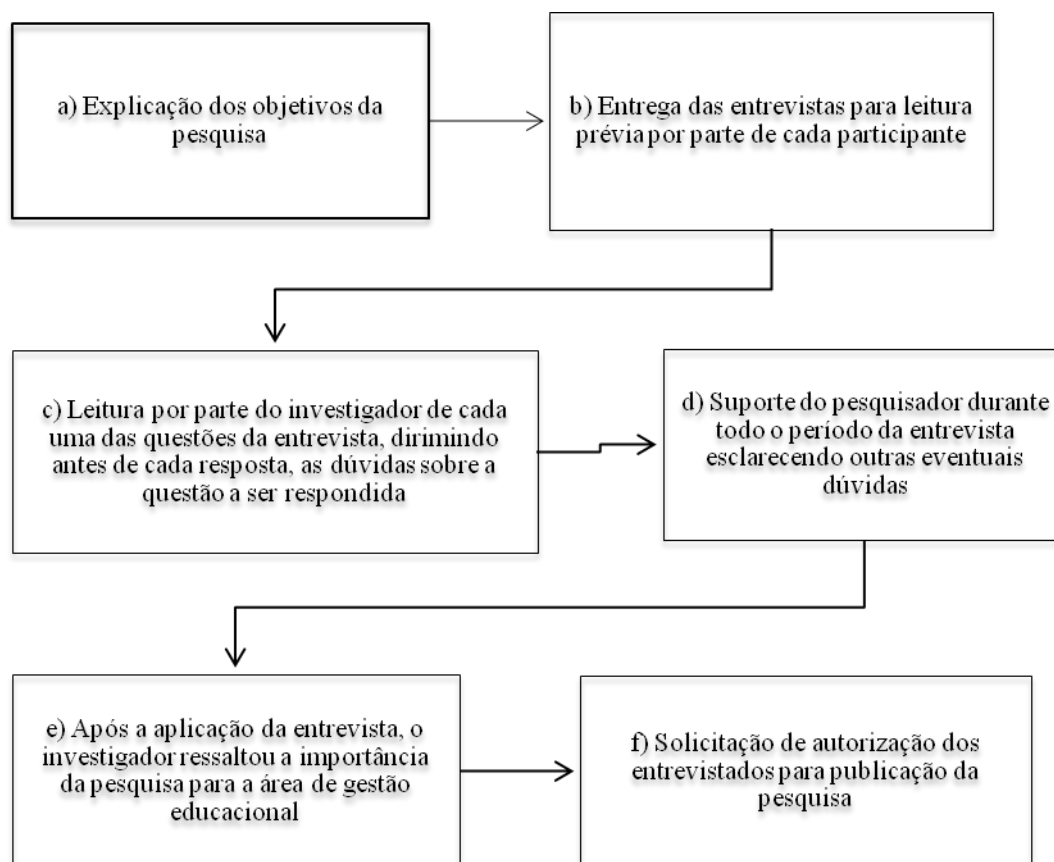 a) Explicação dos objetivos da
pesquisa
b) Entrega das entrevistas para leitura
prévia por parte de cada participante
c) Leitura por parte do investigador de cada
uma das questões da entrevista, dirimindo
antes de cada resposta, as dúvidas sobre a
questão a ser respondida
d) Suporte do pesquisador durante
todo o período da entrevista
esclarecendo outras eventuais
dúvidas
e) Após a aplicação da entrevista, o
investigador ressaltou a importância
da pesquisa para a área de gestão
educacional
f) Solicitação de autorização dos
entrevistados para publicação da
pesquisa